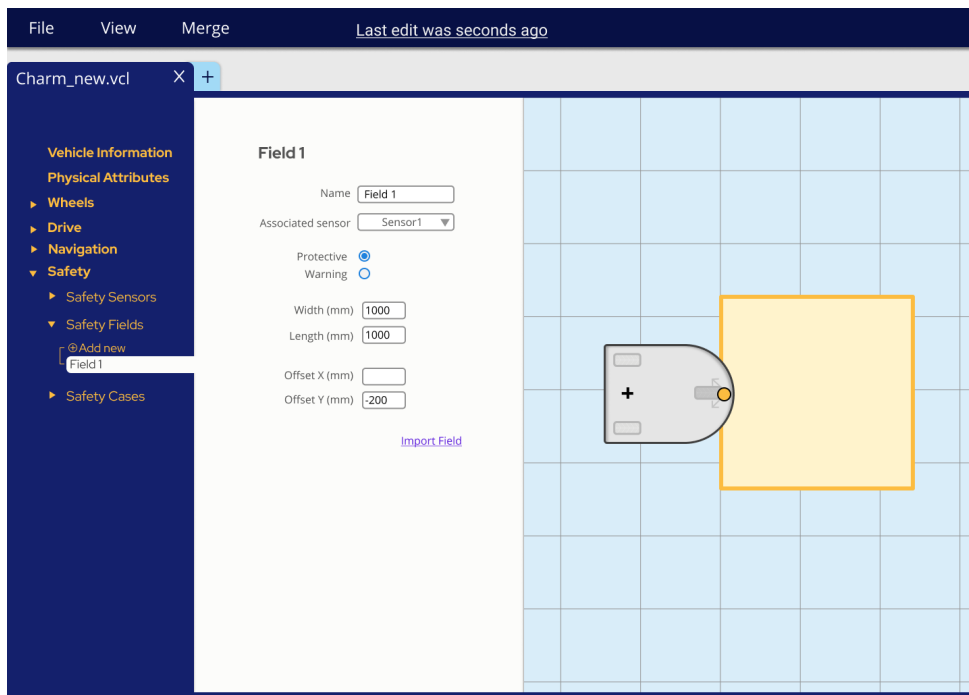 File View Merge Last edit was seconds ago
Charm_new.vcl X +
Vehicle Information
Physical Attributes
Wheels
Drive
Navigation
Safety
Safety Sensors
Safety Fields
Add new
Field 1
Safety Cases
Field 1
Name Field 1
Associated sensor Sensor1
Protective
Warning
Width (mm) 1000
Length (mm) 1000
Offset X (mm)
Offset Y (mm) -200
Import Field